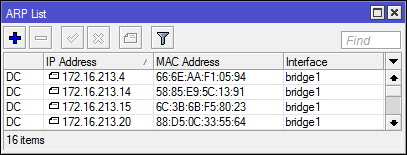 ARP List
Find
IP Address MAC Address Interface
DC 172.16.213.4 66:6E:AA:F1:05:94 bridge1
DC 172.16.213.14 58:85:E9:5C:13:91 bridge1
DC 172.16.213.15 6C:3B:6B:F5:80:23 bridge1
DC 172.16.213.20 88:D5:0C:33:55:64 bridge1
16 items